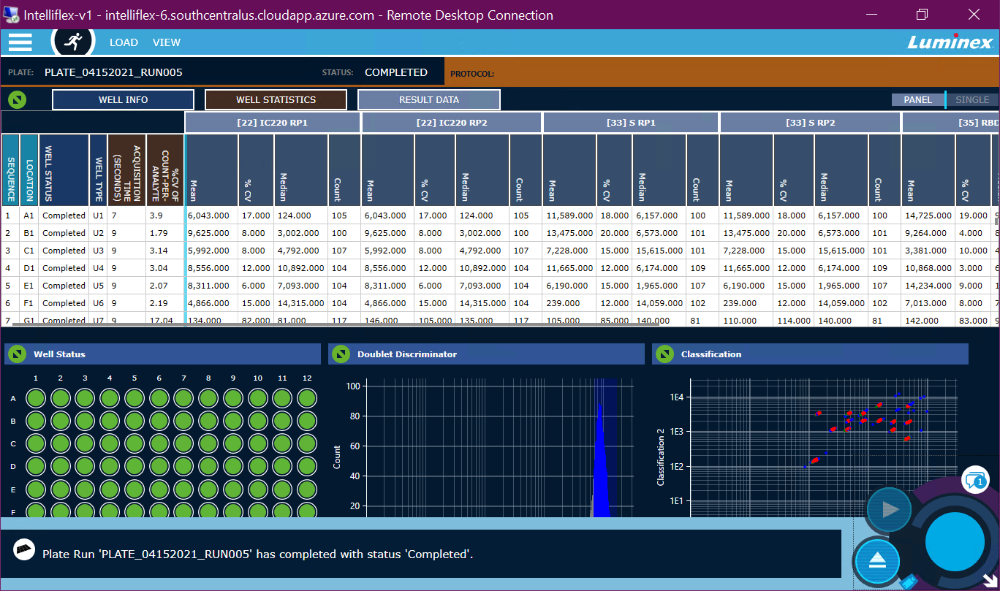 Intelliflex-v1 - intelliflex-6.southcentralus.cloudapp.azure.com - Remote Desktop Connection
LOAD VIEW Luminex
PLATE: PLATE_04152021_RUN005 STATUS: COMPLETED PROTOCOL:
WELL INFO WELL STATISTICS RESULT DATA PANEL SINGLE
[22] IC220 RP1 [22] IC220 RP2 [33] S RP1 [33] S RP2 [35] RBD
SEQUENCE LOCATION WELL STATUS WELL TYPE ACQUISITION TIME (SECONDS) %CV OF COUNT-PER-ANALYTE Mean % CV Median Count Mean % CV Median Count Mean % CV Median Count Mean % CV Median Count Mean % CV
1 A1 Completed U1 7 3.9 6,043.000 17.000 124.000 105 6,043.000 17.000 124.000 105 11,589.000 18.000 6,157.000 100 11,589.000 18.000 6,157.000 100 14,725.000 19.000
2 B1 Completed U2 9 1.79 9,625.000 8.000 3,002.000 100 9,625.000 8.000 3,002.000 100 13,475.000 20.000 6,573.000 101 13,475.000 20.000 6,573.000 101 9,264.000 4.000 8
3 C1 Completed U3 9 3.14 5,992.000 8.000 4,792.000 107 5,992.000 8.000 4,792.000 107 7,228.000 15.000 15,615.000 101 7,228.000 15.000 15,615.000 101 3,381.000 10.000 4
4 D1 Completed U4 9 3.04 8,556.000 12.000 10,892.000 104 8,556.000 12.000 10,892.000 104 11,665.000 12.000 6,174.000 109 11,665.000 12.000 6,174.000 109 10,868.000 3.000 6
5 E1 Completed U5 9 2.07 8,311.000 6.000 7,093.000 104 8,311.000 6.000 7,093.000 104 6,190.000 15.000 1,965.000 107 6,190.000 15.000 1,965.000 107 14,234.000 9.000 1
6 F1 Completed U6 9 2.19 4,866.000 15.000 14,315.000 104 4,866.000 15.000 14,315.000 104 239.000 12.000 14,059.000 102 239.000 12.000 14,059.000 102 7,013.000 8.000 7
7 G1 Completed U7 9 17.04 134.000 82.000 81.000 117 146.000 105.000 135.000 117 105.000 85.000 140.000 81 110.000 114.000 140.000 81 142.000 83.000 9
Well Status Doublet Discriminator Classification
1 2 3 4 5 6 7 8 9 10 11 12
A
B
C
D
E
F
100
80
60
40
20
Count
1E4
1E3
1E2
1E1
Classification 2
1
Plate Run 'PLATE_04152021_RUN005' has completed with status 'Completed'.